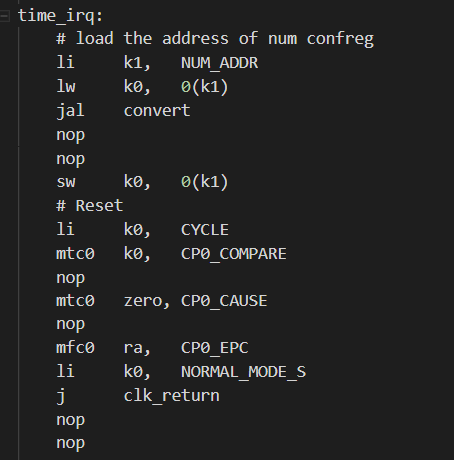 time_irq:
# load the address of num confreg
li k1, NUM_ADDR
lw k0, 0(k1)
jal convert
nop
nop
sw k0, 0(k1)
# Reset
li k0, CYCLE
mtc0 k0, CP0_COMPARE
nop
mtc0 zero, CP0_CAUSE
nop
mfc0 ra, CP0_EPC
li k0, NORMAL_MODE_S
j clk_return
nop
nop